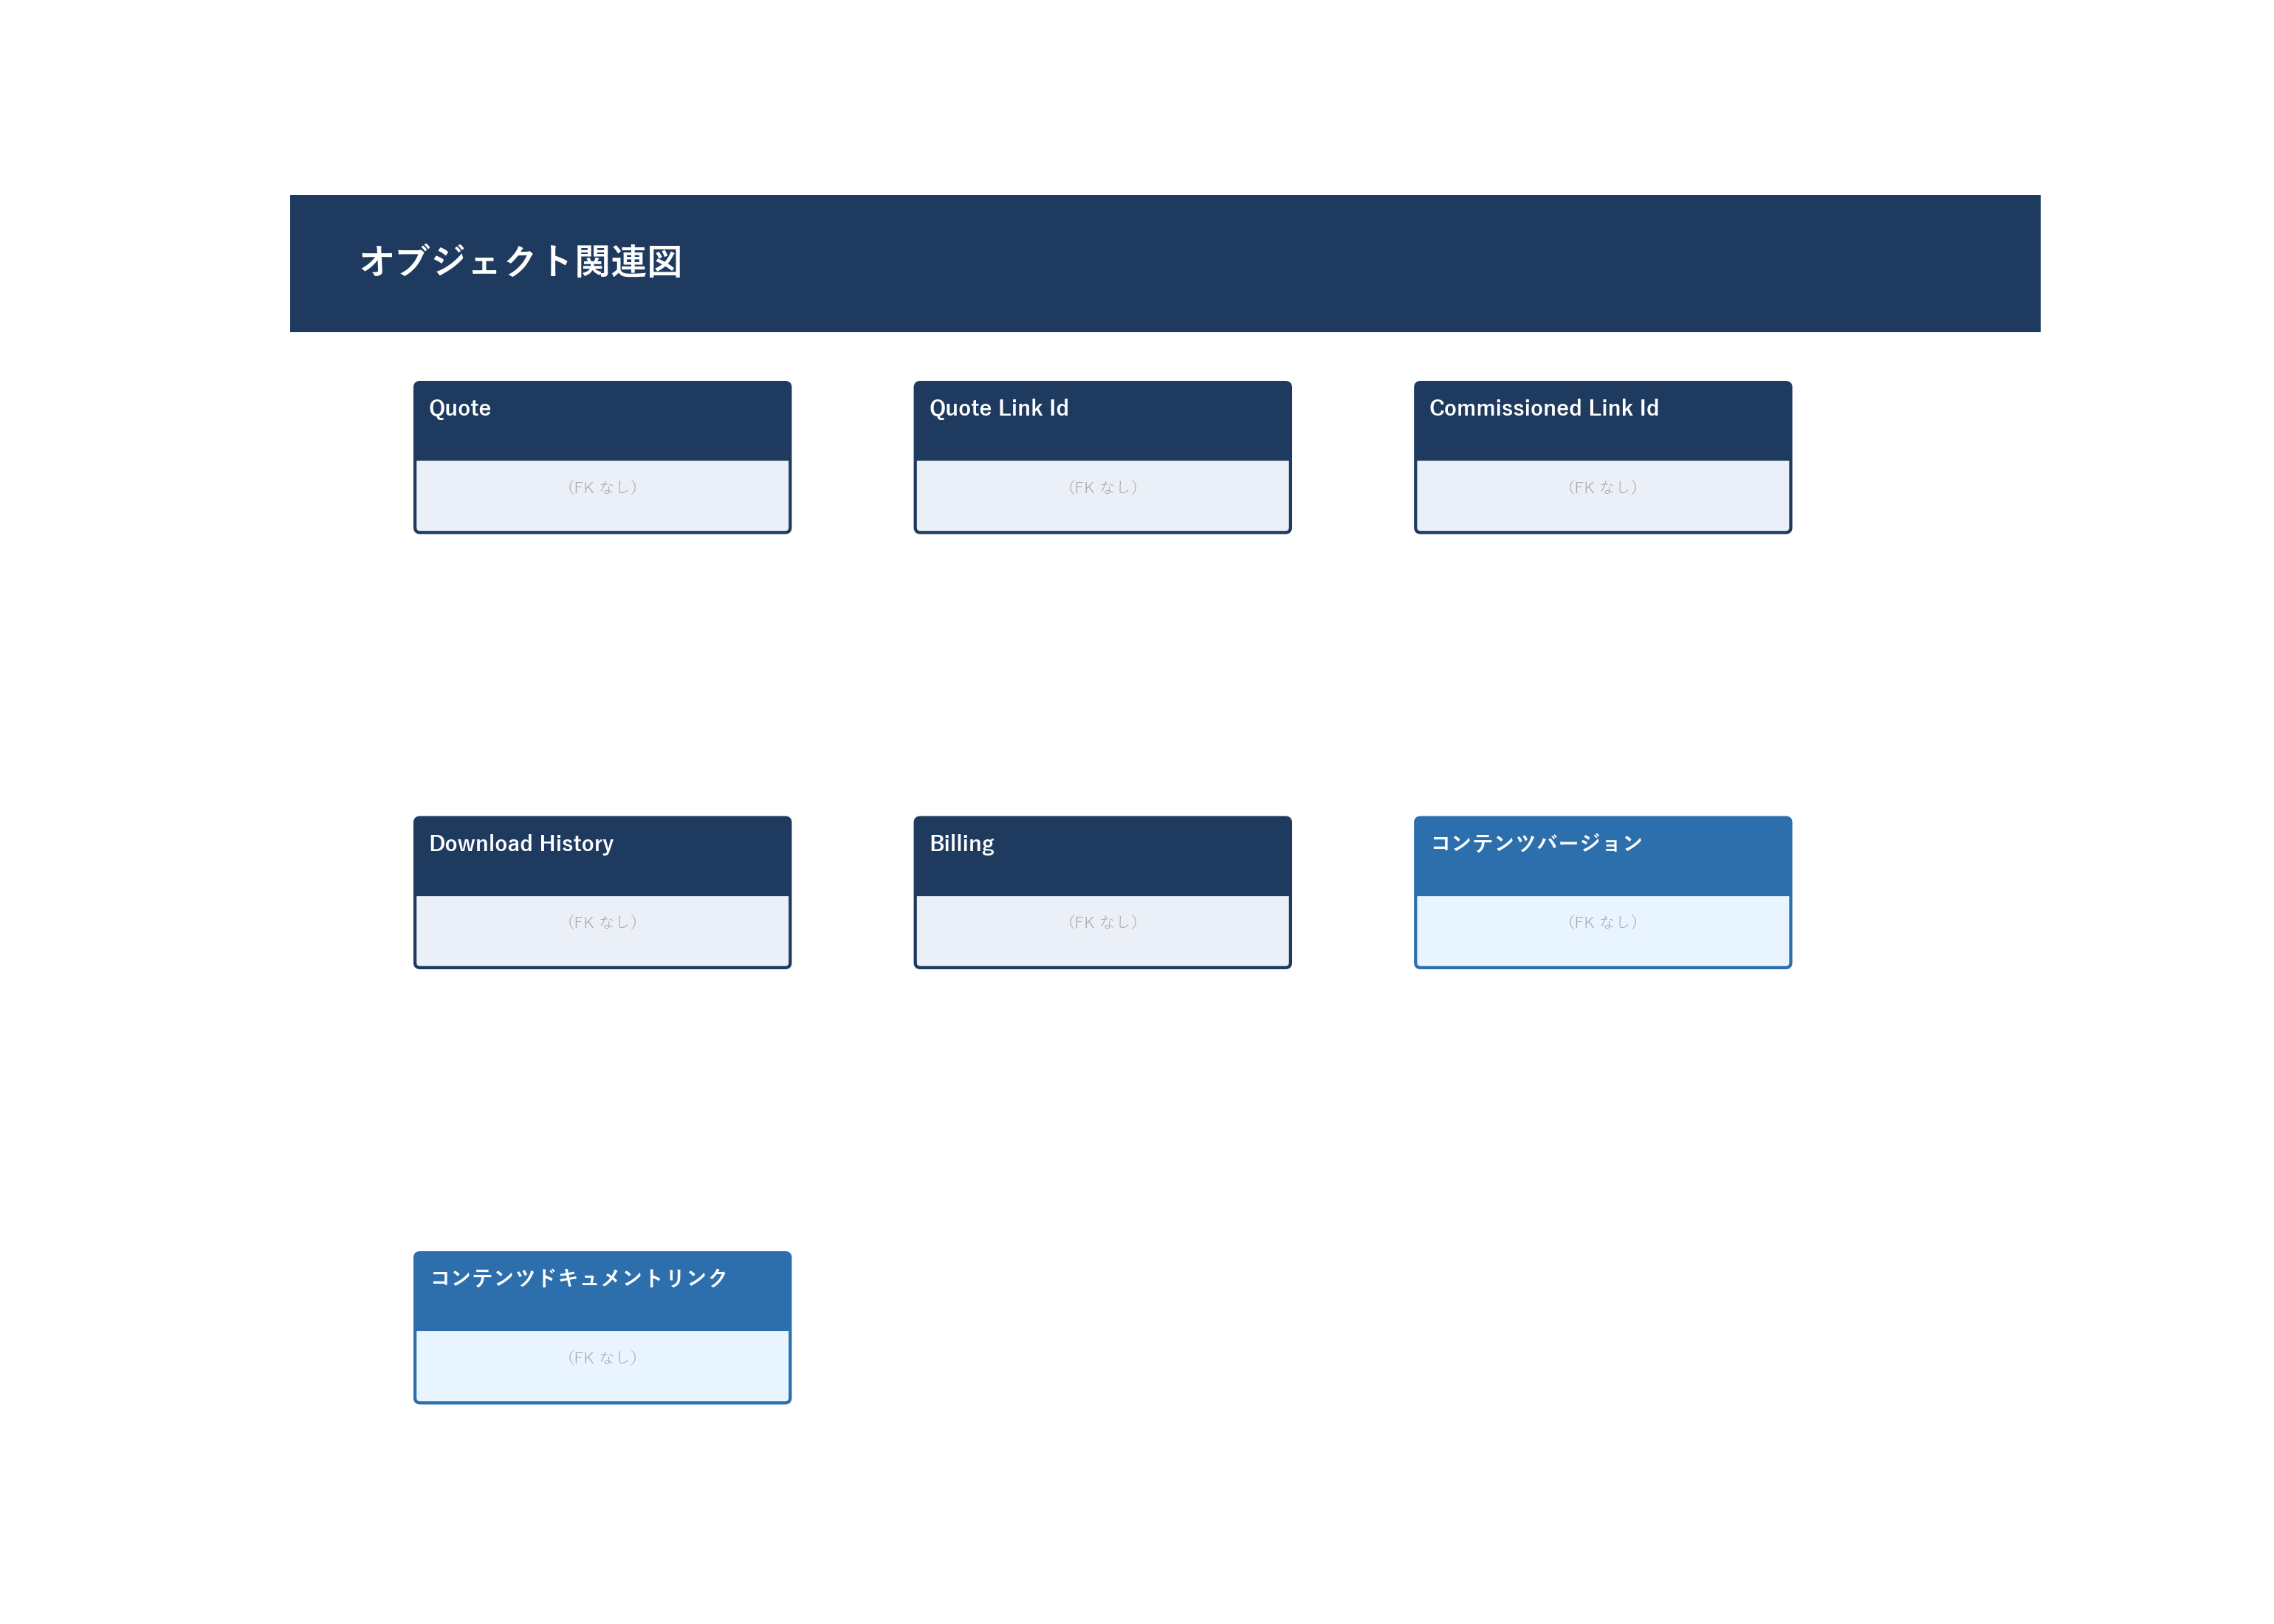 オブジェクト関連図
Quote
Quote Link Id
Commissioned Link Id
（FK なし）
（FK なし）
（FK なし）
Download History
Billing
コンテンツバージョン
（FK なし）
（FK なし）
（FK なし）
コンテンツドキュメントリンク
（FK なし）